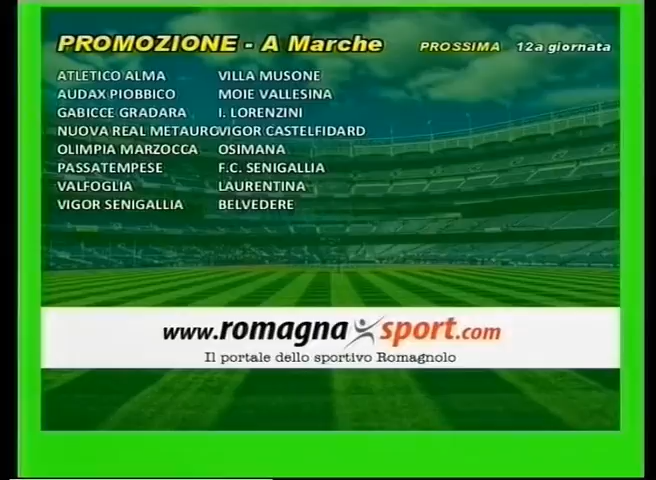 PROMOZIONE - A Marche PROSSIMA 12a giornata
ATLETICO ALMA VILLA MUSONE
AUDAX PIOBBICO MOIE VALLESINA
GABICCE GRADARA I. LORENZINI
NUOVA REAL METAURO VIGOR CASTELFIDARD
OLIMPIA MARZOCCA OSIMANA
PASSATEMPESE F.C. SENIGALLIA
VALFOGLIA LAURENTINA
VIGOR SENIGALLIA BELVEDERE
www.romagnasport.com
Il portale dello sportivo Romagnolo